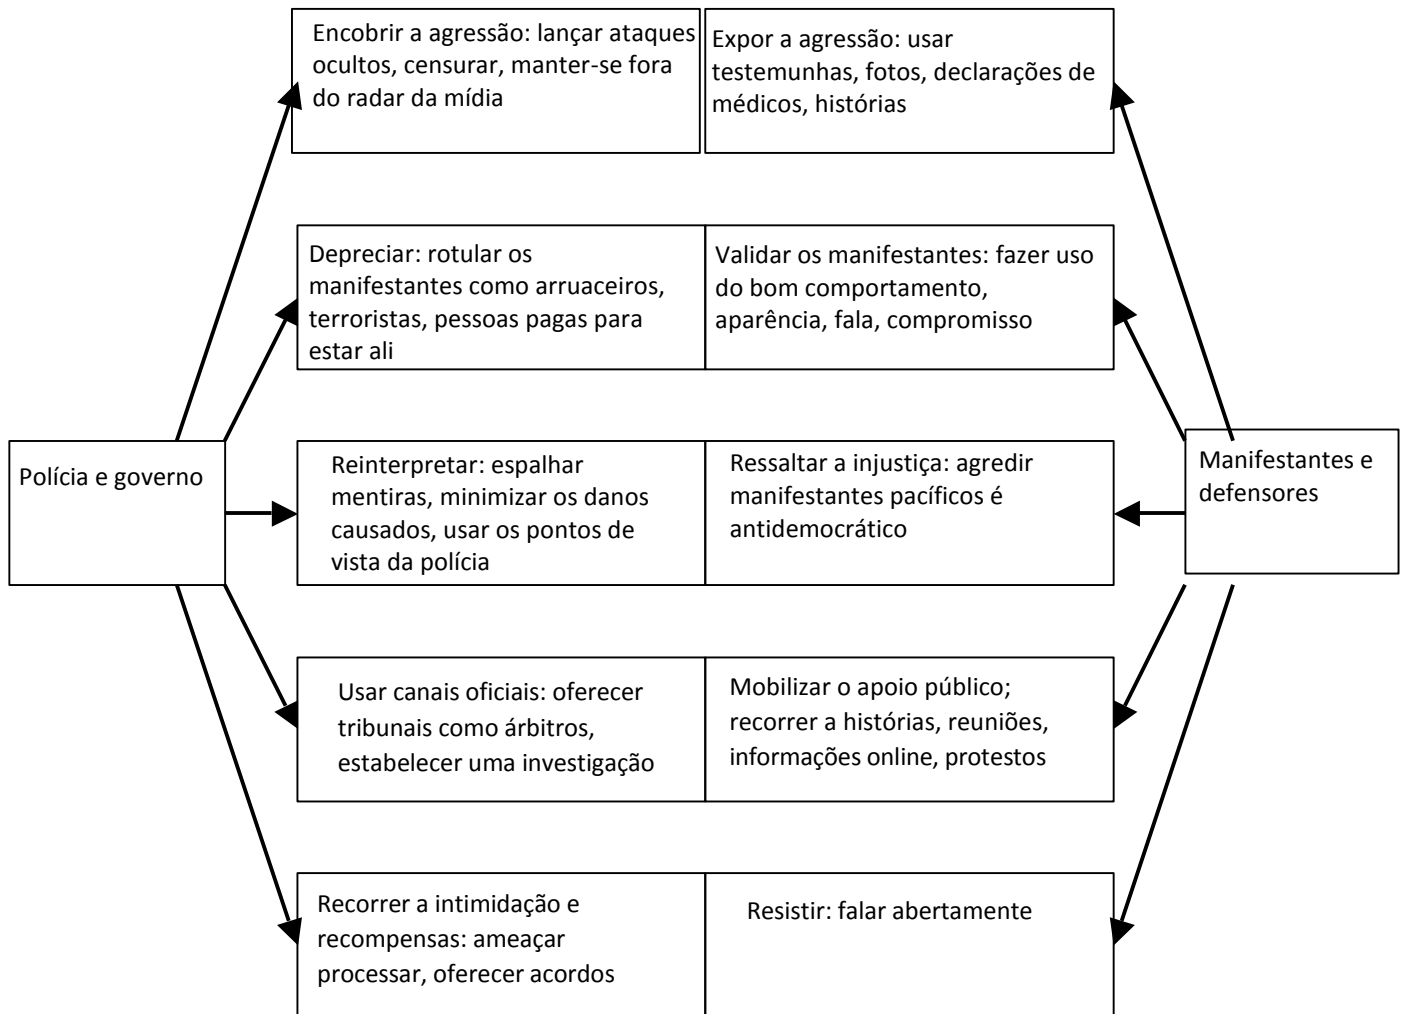 Encobrir a agressão: lançar ataques
ocultos, censurar, manter-se fora
do radar da mídia
Expor a agressão: usar
testemunhas, fotos, declarações de
médicos, histórias
Depreciar: rotular os
manifestantes como arruaceiros,
terroristas, pessoas pagas para
estar ali
Validar os manifestantes: fazer uso
do bom comportamento,
aparência, fala, compromisso
Polícia e governo
Reinterpretar: espalhar
mentiras, minimizar os danos
causados, usar os pontos de
vista da polícia
Ressaltar a injustiça: agredir
manifestantes pacíficos é
antidemocrático
Manifestantes e
defensores
Usar canais oficiais: oferecer
tribunais como árbitros,
estabelecer uma investigação
Mobilizar o apoio público;
recorrer a histórias, reuniões,
informações online, protestos
Recorrer a intimidação e
recompensas: ameaçar
processar, oferecer acordos
Resistir: falar abertamente